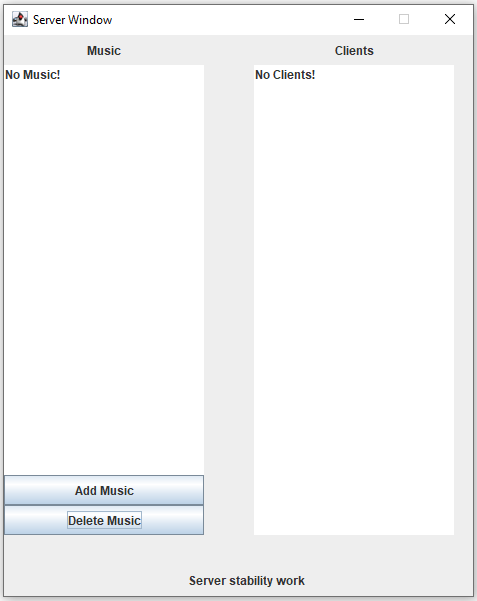 Server Window
Music
Clients
No Music!
No Clients!
Add Music
Delete Music
Server stability work